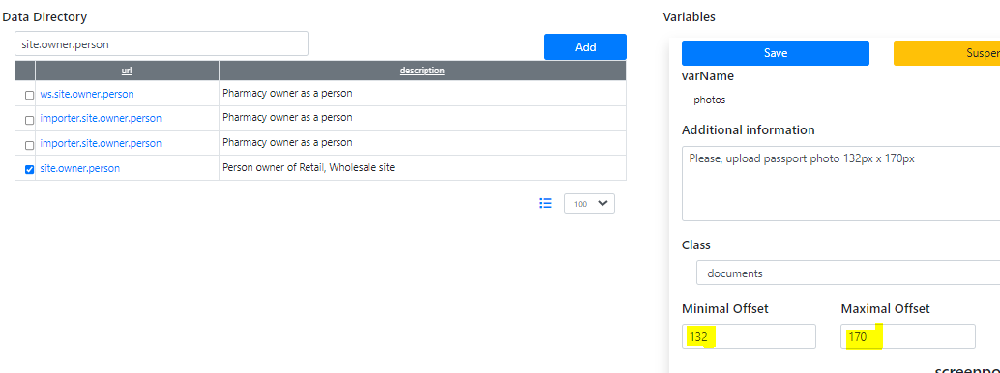 Data Directory
site.owner.person
Add
url description
ws.site.owner.person Pharmacy owner as a person
importer.site.owner.person Pharmacy owner as a person
importer.site.owner.person Pharmacy owner as a person
site.owner.person Person owner of Retail, Wholesale site
100
Variables
Save
varName
photos
Additional information
Please, upload passport photo 132px x 170px
Class
documents
Minimal Offset Maximal Offset
132 170